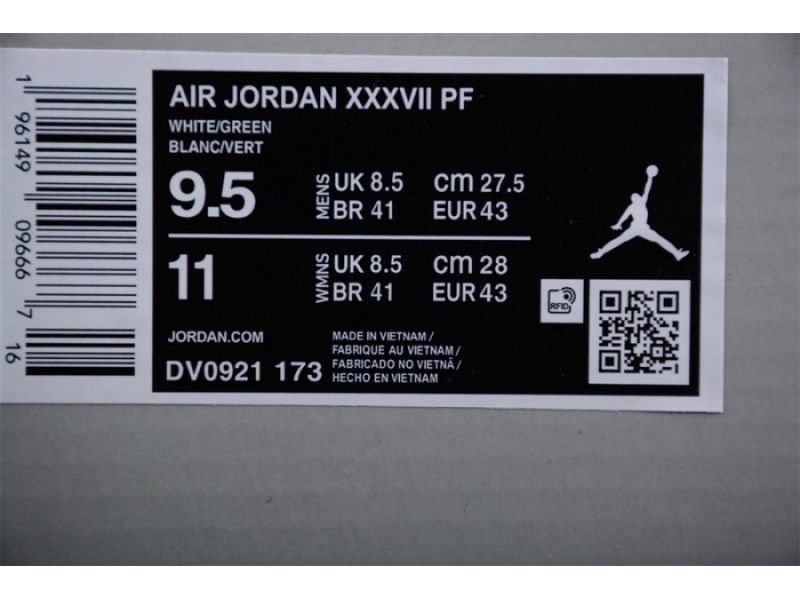 AIR JORDAN XXXVII PF
WHITE/GREEN
BLANC/VERT
9.5 MENS UK 8.5 cm 27.5
BR 41 EUR 43
11 WMNS UK 8.5 cm 28
BR 41 EUR 43
RFID
JORDAN.COM
DV0921 173
MADE IN VIETNAM /
FABRIQUE AU VIETNAM /
FABRICADO NO VIETNÃ /
HECHO EN VIETNAM
1 96149 09666 7 16